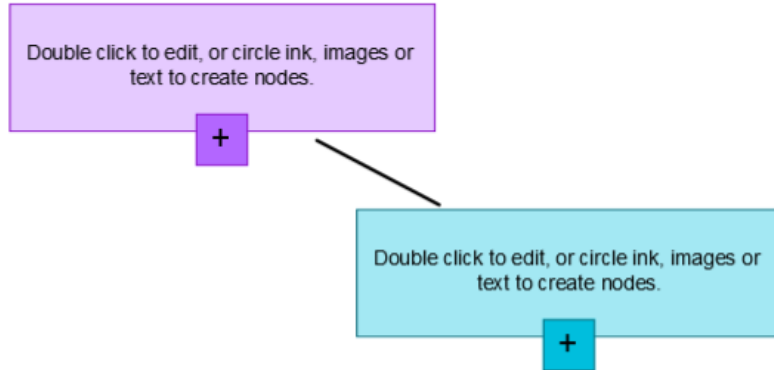 Double click to edit, or circle ink, images or
text to create nodes.
+
Double click to edit, or circle ink, images or
text to create nodes.
+